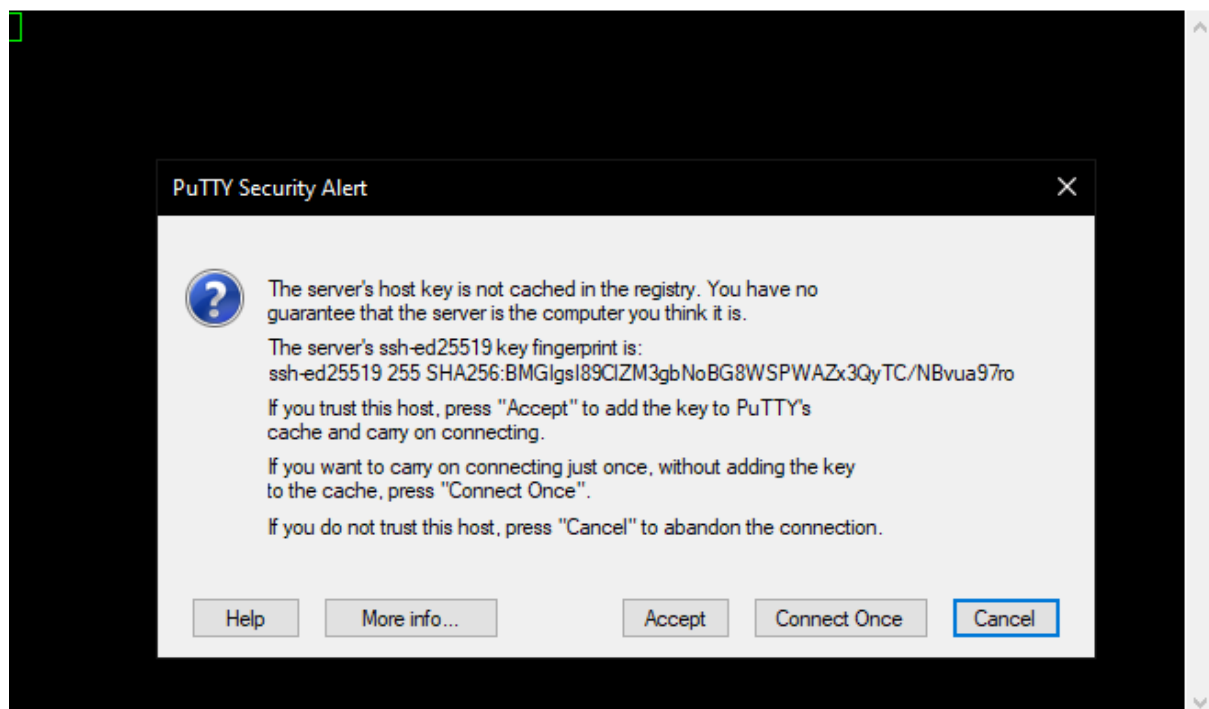 PuTTY Security Alert
The server's host key is not cached in the registry. You have no
guarantee that the server is the computer you think it is.
The server's ssh-ed25519 key fingerprint is:
ssh-ed25519 255 SHA256:BMGlgsI89ClZM3gbNoBG8WSPWAZx3QyTC/NBvua97ro
If you trust this host, press "Accept" to add the key to PuTTY's
cache and carry on connecting.
If you want to carry on connecting just once, without adding the key
to the cache, press "Connect Once".
If you do not trust this host, press "Cancel" to abandon the connection.
Help More info... Accept Connect Once Cancel